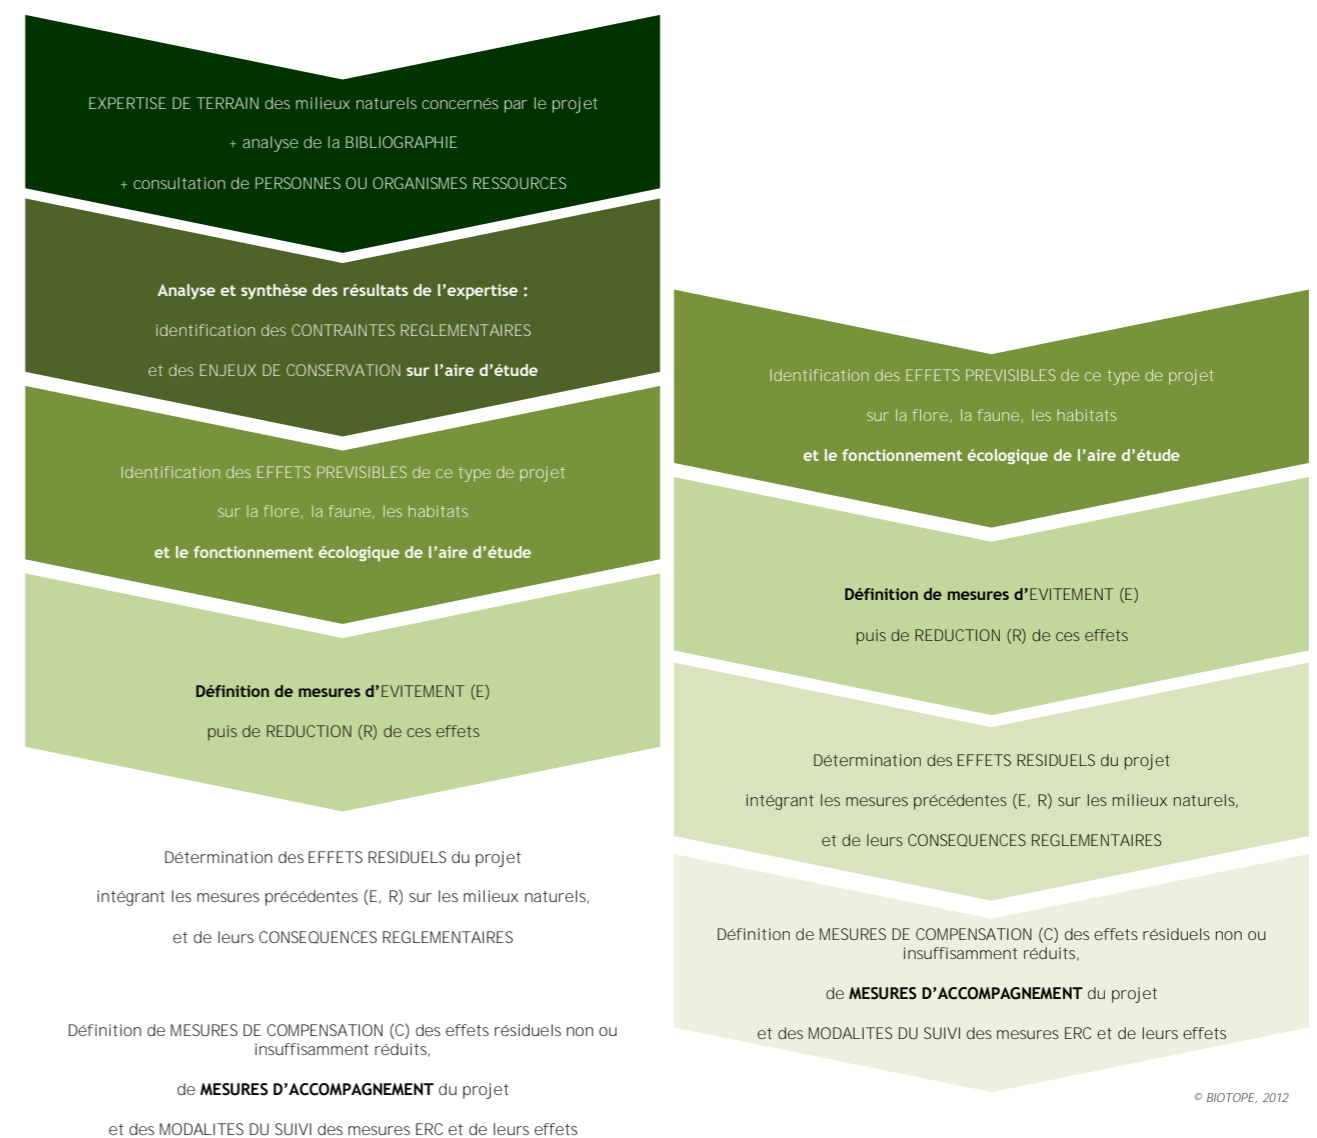 EXPERTISE DE TERRAIN des milieux naturels concernés par le projet
+ analyse de la BIBLIOGRAPHIE
+ consultation de PERSONNES OU ORGANISMES RESSOURCES
Analyse et synthèse des résultats de l’expertise :
identification des CONTRAINTES REGLEMENTAIRES
et des ENJEUX DE CONSERVATION sur l’aire d’étude
Identification des EFFETS PREVISIBLES de ce type de projet
sur la flore, la faune, les habitats
et le fonctionnement écologique de l’aire d’étude
Définition de mesures d’EVITEMENT (E)
puis de REDUCTION (R) de ces effets
Détermination des EFFETS RESIDUELS du projet
intégrant les mesures précédentes (E, R) sur les milieux naturels,
et de leurs CONSEQUENCES REGLEMENTAIRES
Définition de MESURES DE COMPENSATION (C) des effets résiduels non ou
insuffisamment réduits,
de MESURES D’ACCOMPAGNEMENT du projet
et des MODALITES DU SUIVI des mesures ERC et de leurs effets
Identification des EFFETS PREVISIBLES de ce type de projet
sur la flore, la faune, les habitats
et le fonctionnement écologique de l’aire d’étude
Définition de mesures d’EVITEMENT (E)
puis de REDUCTION (R) de ces effets
Détermination des EFFETS RESIDUELS du projet
intégrant les mesures précédentes (E, R) sur les milieux naturels,
et de leurs CONSEQUENCES REGLEMENTAIRES
Définition de MESURES DE COMPENSATION (C) des effets résiduels non ou
insuffisamment réduits,
de MESURES D’ACCOMPAGNEMENT du projet
et des MODALITES DU SUIVI des mesures ERC et de leurs effets
© BIOTOPE, 2012